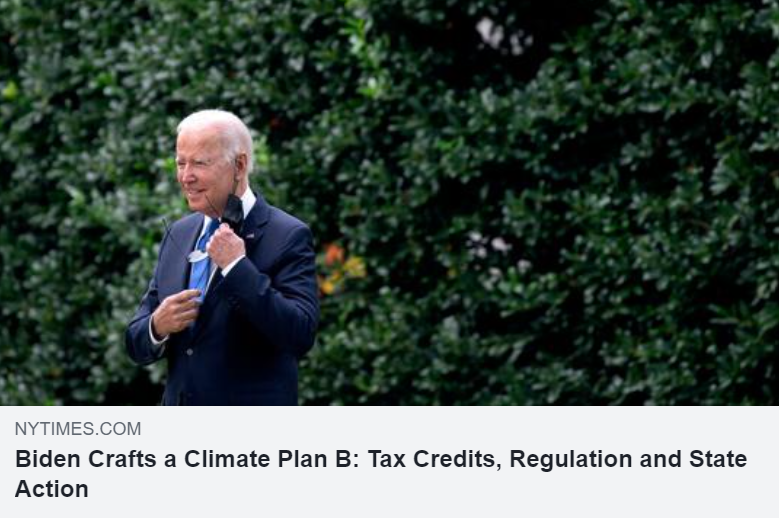 NYTIMES.COM
Biden Crafts a Climate Plan B: Tax Credits, Regulation and State
Action